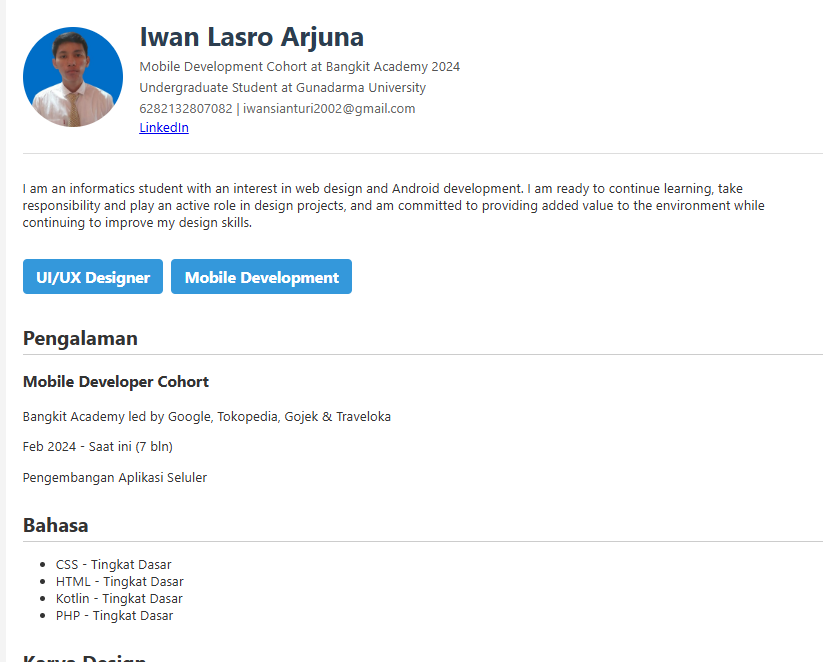 Iwan Lasro Arjuna
Mobile Development Cohort at Bangkit Academy 2024
Undergraduate Student at Gunadarma University
6282132807082 | iwansianturi2002@gmail.com
LinkedIn
I am an informatics student with an interest in web design and Android development. I am ready to continue learning, take
responsibility and play an active role in design projects, and am committed to providing added value to the environment while
continuing to improve my design skills.
UI/UX Designer
Mobile Development
Pengalaman
Mobile Developer Cohort
Bangkit Academy led by Google, Tokopedia, Gojek & Traveloka
Feb 2024 - Saat ini (7 bln)
Pengembangan Aplikasi Seluler
Bahasa
CSS - Tingkat Dasar
HTML - Tingkat Dasar
Kotlin - Tingkat Dasar
PHP - Tingkat Dasar
Karya Design